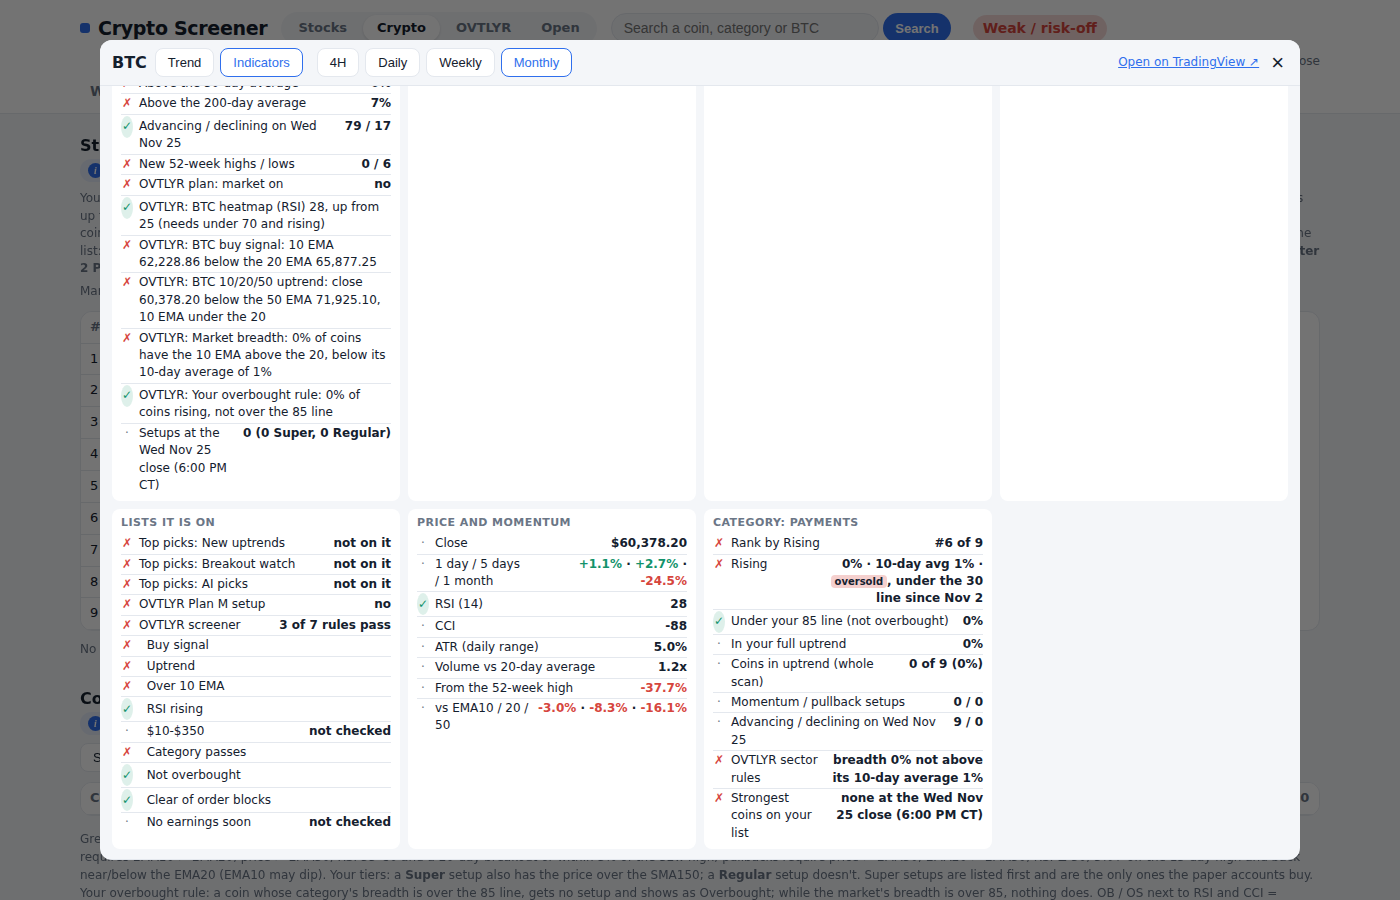 Crypto Screener
Stocks
Crypto
OVTLYR
Open
Search a coin, category or BTC
Search
Weak / risk-off
BTC
Trend
Indicators
4H
Daily
Weekly
Monthly
Open on TradingView ↗
×
✗ Above the 200-day average 7%
✓ Advancing / declining on Wed 79 / 17
Nov 25
✗ New 52-week highs / lows 0 / 6
✗ OVTLYR plan: market on no
✓ OVTLYR: BTC heatmap (RSI) 28, up from
25 (needs under 70 and rising)
✗ OVTLYR: BTC buy signal: 10 EMA
62,228.86 below the 20 EMA 65,877.25
✗ OVTLYR: BTC 10/20/50 uptrend: close
60,378.20 below the 50 EMA 71,925.10,
10 EMA under the 20
✗ OVTLYR: Market breadth: 0% of coins
have the 10 EMA above the 20, below its
10-day average of 1%
✓ OVTLYR: Your overbought rule: 0% of
coins rising, not over the 85 line
· Setups at the 0 (0 Super, 0 Regular)
Wed Nov 25
close (6:00 PM
CT)
LISTS IT IS ON
✗ Top picks: New uptrends not on it
✗ Top picks: Breakout watch not on it
✗ Top picks: AI picks not on it
✗ OVTLYR Plan M setup no
✗ OVTLYR screener 3 of 7 rules pass
✗ Buy signal
✗ Uptrend
✗ Over 10 EMA
✓ RSI rising
· $10-$350 not checked
✗ Category passes
✓ Not overbought
✓ Clear of order blocks
· No earnings soon not checked
PRICE AND MOMENTUM
· Close $60,378.20
· 1 day / 5 days +1.1% · +2.7% ·
/ 1 month -24.5%
✓ RSI (14) 28
· CCI -88
· ATR (daily range) 5.0%
· Volume vs 20-day average 1.2x
· From the 52-week high -37.7%
· vs EMA10 / 20 / -3.0% · -8.3% · -16.1%
50
CATEGORY: PAYMENTS
✗ Rank by Rising #6 of 9
✗ Rising 0% · 10-day avg 1% ·
oversold, under the 30
line since Nov 2
✓ Under your 85 line (not overbought) 0%
· In your full uptrend 0%
· Coins in uptrend (whole 0 of 9 (0%)
scan)
· Momentum / pullback setups 0 / 0
· Advancing / declining on Wed Nov 9 / 0
25
✗ OVTLYR sector breadth 0% not above
rules its 10-day average 1%
✗ Strongest none at the Wed Nov
coins on your 25 close (6:00 PM CT)
list
#
1
2
3
4
5
6
7
8
9
No
near/below the EMA20 (EMA10 may dip). Your tiers: a Super setup also has the price over the SMA150; a Regular setup doesn't. Super setups are listed first and are the only ones the paper accounts buy.
Your overbought rule: a coin whose category's breadth is over the 85 line, gets no setup and shows as Overbought; while the market's breadth is over 85, nothing does. OB / OS next to RSI and CCI =